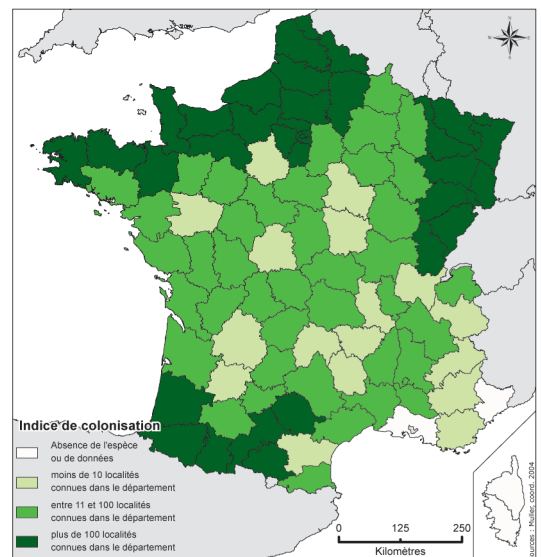 N
Indice de colonisation
Absence de l'espèce
ou de données
moins de 10 localités
connues dans le département
entre 11 et 100 localités
connues dans le département
plus de 100 localités
connues dans le département
0 125 250
Kilomètres
ources : Muller, coord, 2004